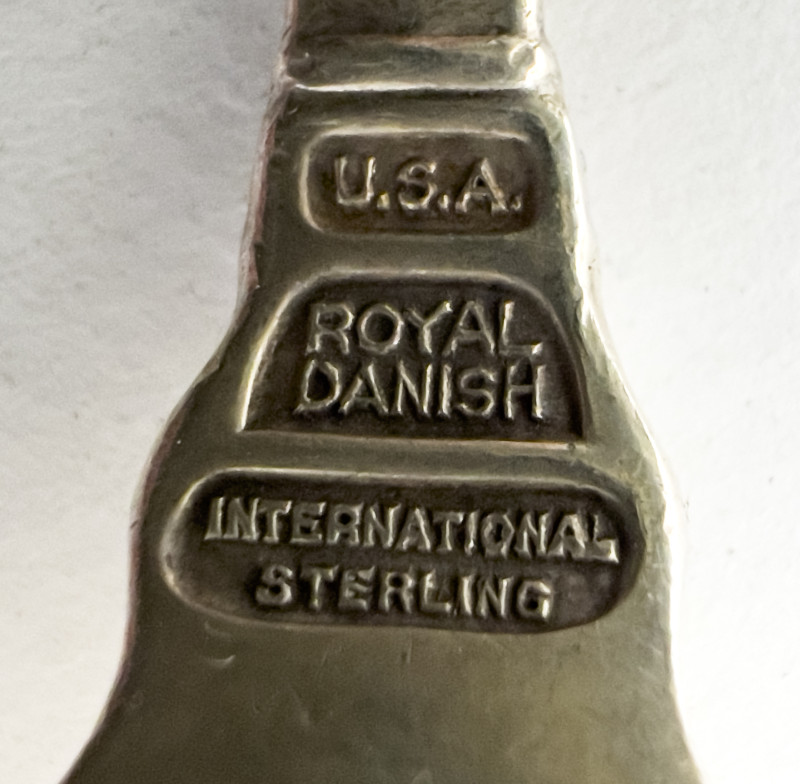 U.S.A.
ROYAL
DANISH
INTERNATIONAL
STERLING